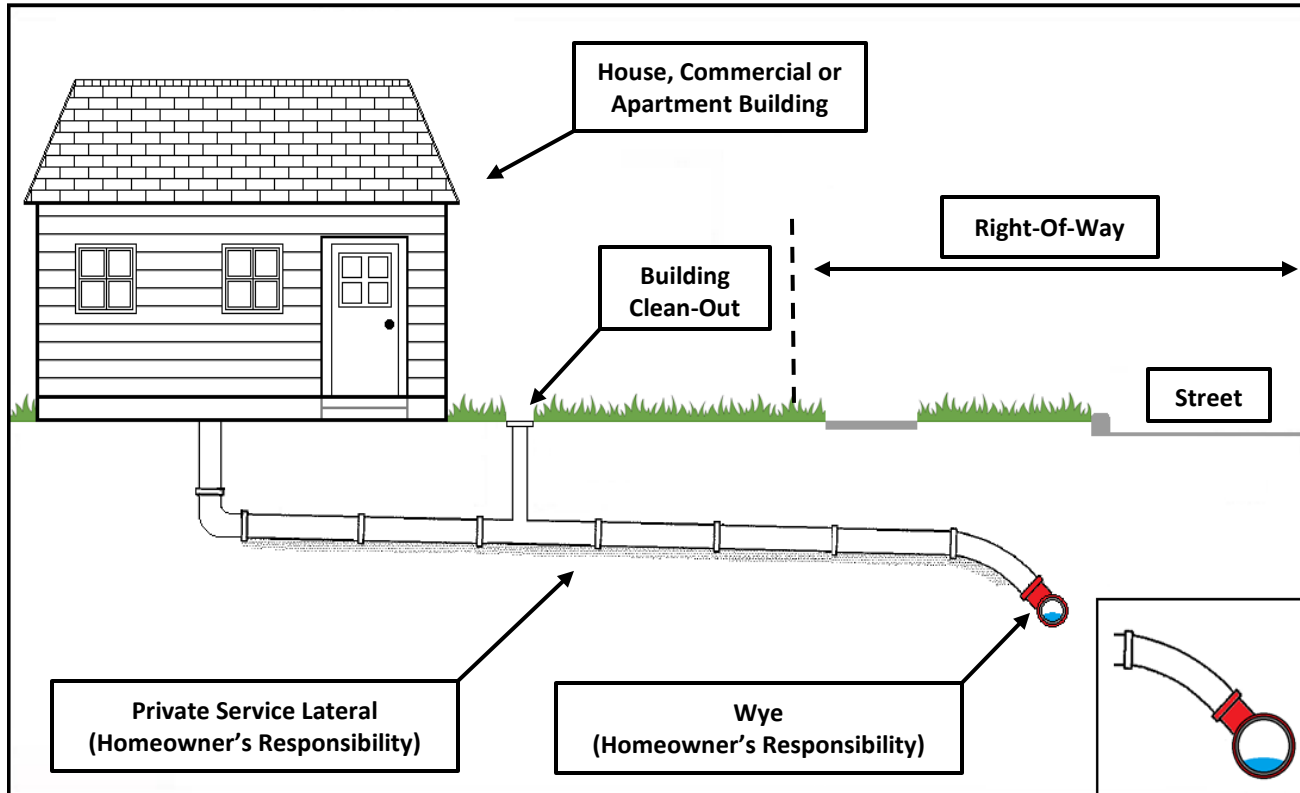 House, Commercial or
Apartment Building
Right-Of-Way
Building
Clean-Out
Street
Private Service Lateral
(Homeowner’s Responsibility)
Wye
(Homeowner’s Responsibility)